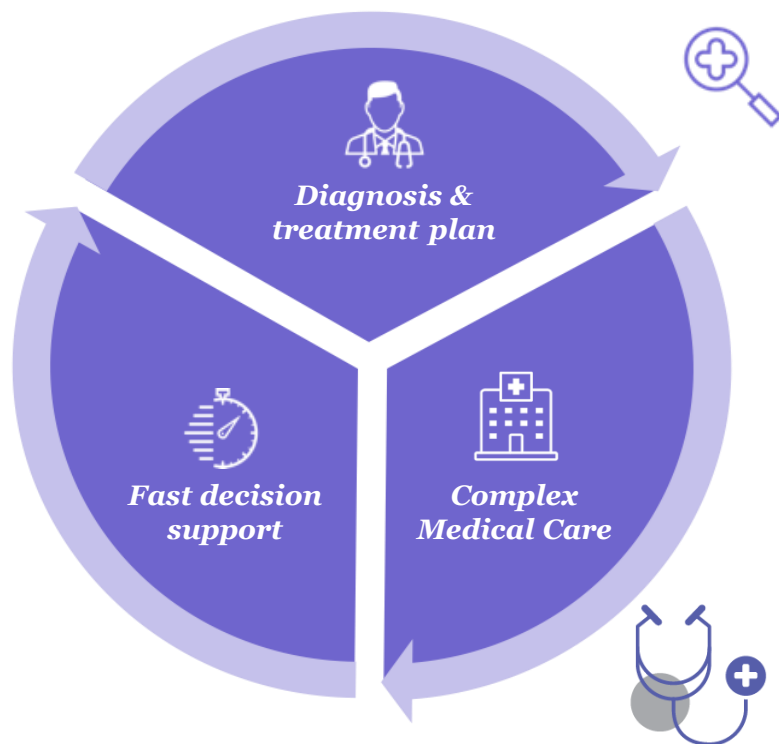 Diagnosis &
treatment plan
Fast decision
support
Complex
Medical Care